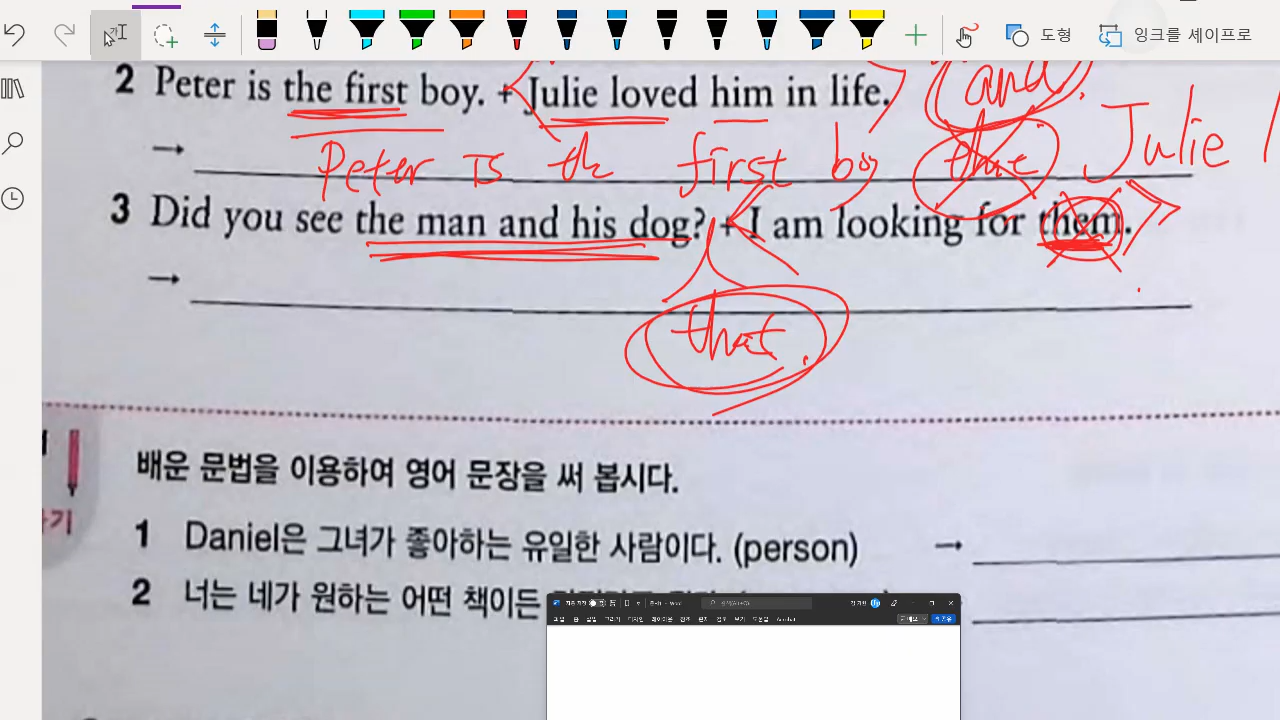 도형
잉크를 셰이프로
and
2 Peter is the first boy. + Julie loved him in life.
→ Peter is the first boy that Julie
3 Did you see the man and his dog? + I am looking for them.
→
that
배운 문법을 이용하여 영어 문장을 써 봅시다.
1 Daniel은 그녀가 좋아하는 유일한 사람이다. (person) →
2 너는 네가 원하는 어떤 책이든